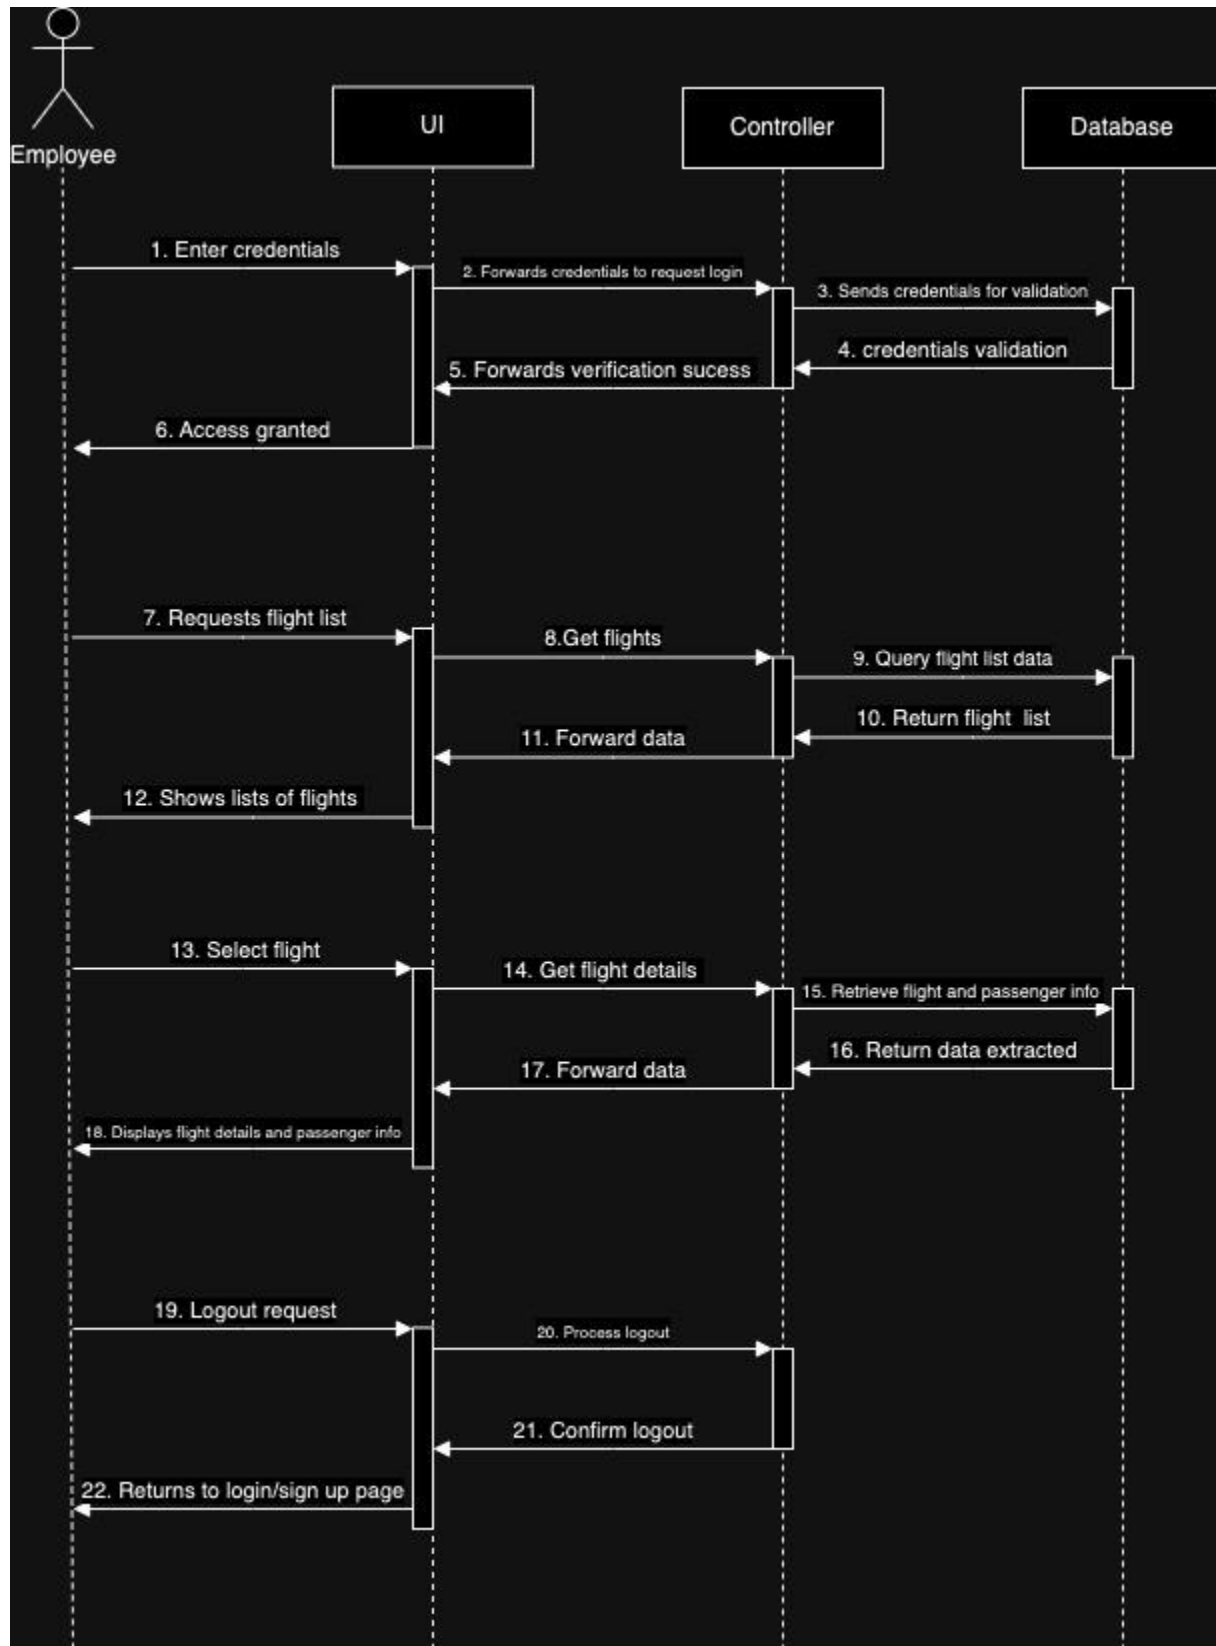 Employee
UI
Controller
Database
1. Enter credentials
2. Forwards credentials to request login
3. Sends credentials for validation
4. credentials validation
5. Forwards verification sucess
6. Access granted
7. Requests flight list
8.Get flights
9. Query flight list data
10. Return flight list
11. Forward data
12. Shows lists of flights
13. Select flight
14. Get flight details
15. Retrieve flight and passenger info
16. Return data extracted
17. Forward data
18. Displays flight details and passenger info
19. Logout request
20. Process logout
21. Confirm logout
22. Returns to login/sign up page